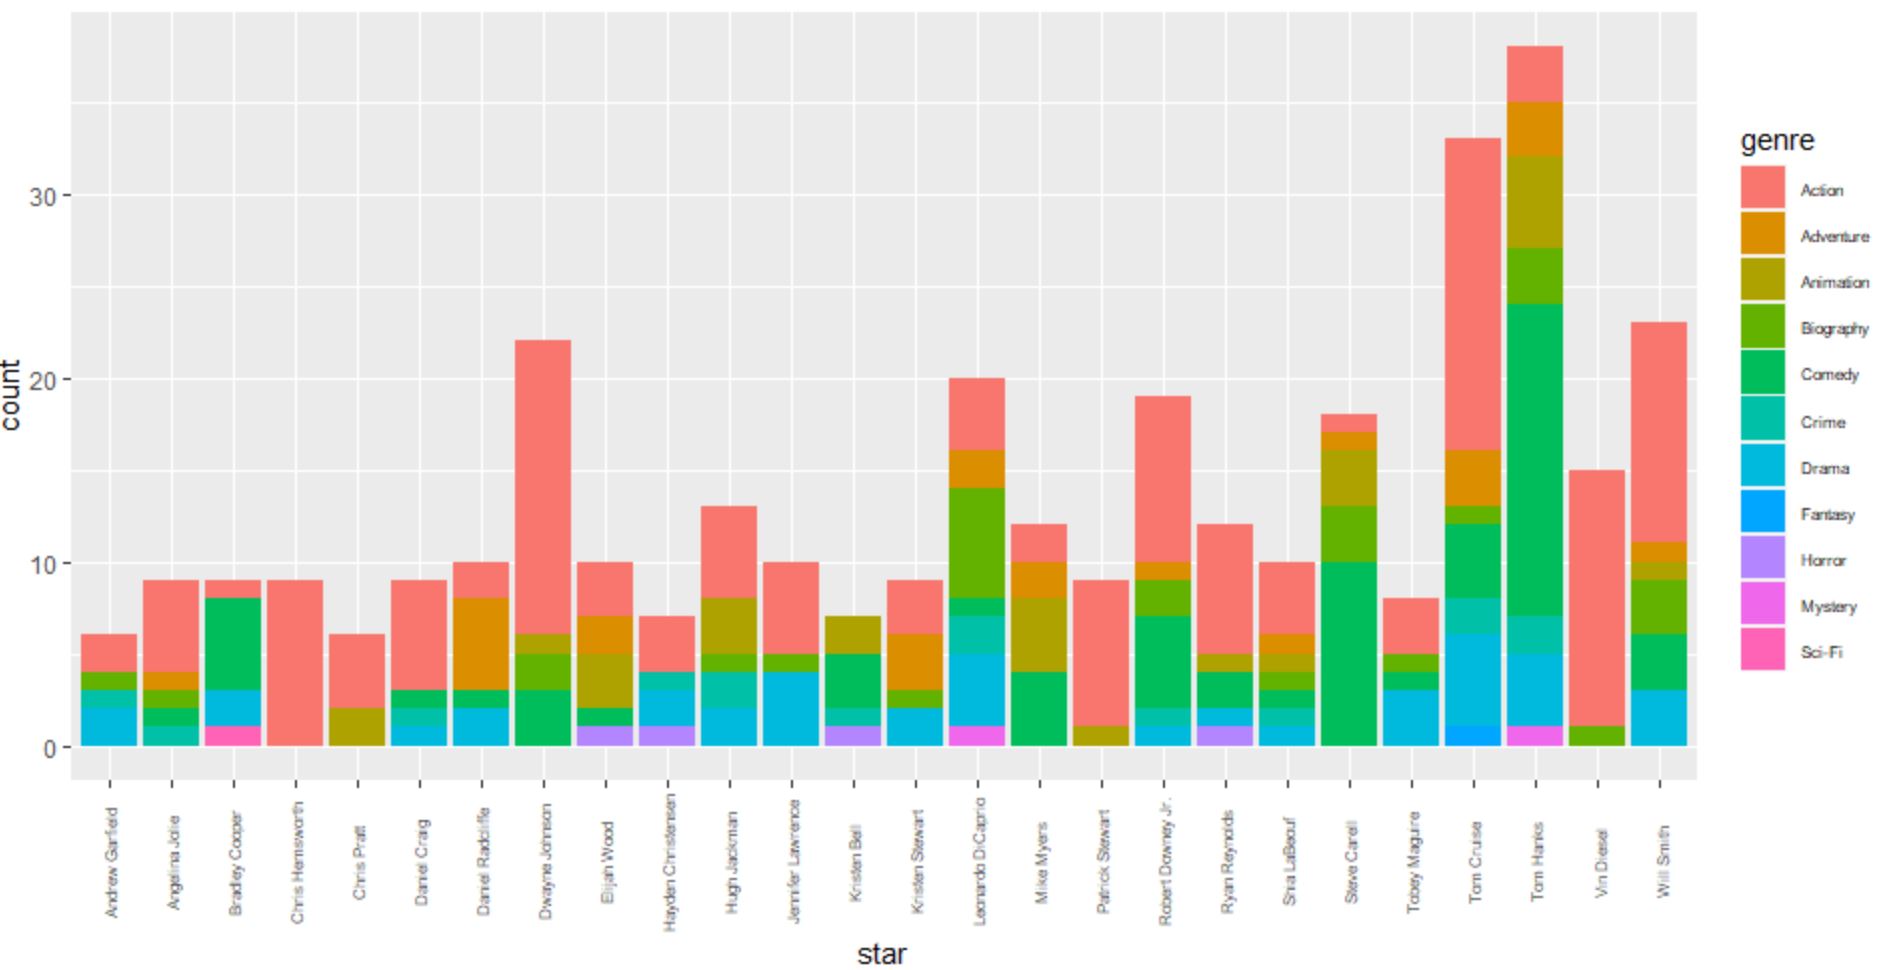 count
30
20
10
0
Andrew Garfield
Angelina Jolie
Bradley Cooper
Chris Hemsworth
Chris Pratt
Daniel Craig
Daniel Radcliffe
Dwayne Johnson
Elijah Wood
Hayden Christensen
Hugh Jackman
Jennifer Lawrence
Kristen Bell
Kristen Stewart
Leonardo DiCaprio
Mike Myers
Patrick Stewart
Robert Downey Jr.
Ryan Reynolds
Shia LaBeouf
Steve Carell
Tobey Maguire
Tom Cruise
Tom Hanks
Vin Diesel
Will Smith
star
genre
Action
Adventure
Animation
Biography
Comedy
Crime
Drama
Fantasy
Horror
Mystery
Sci-Fi